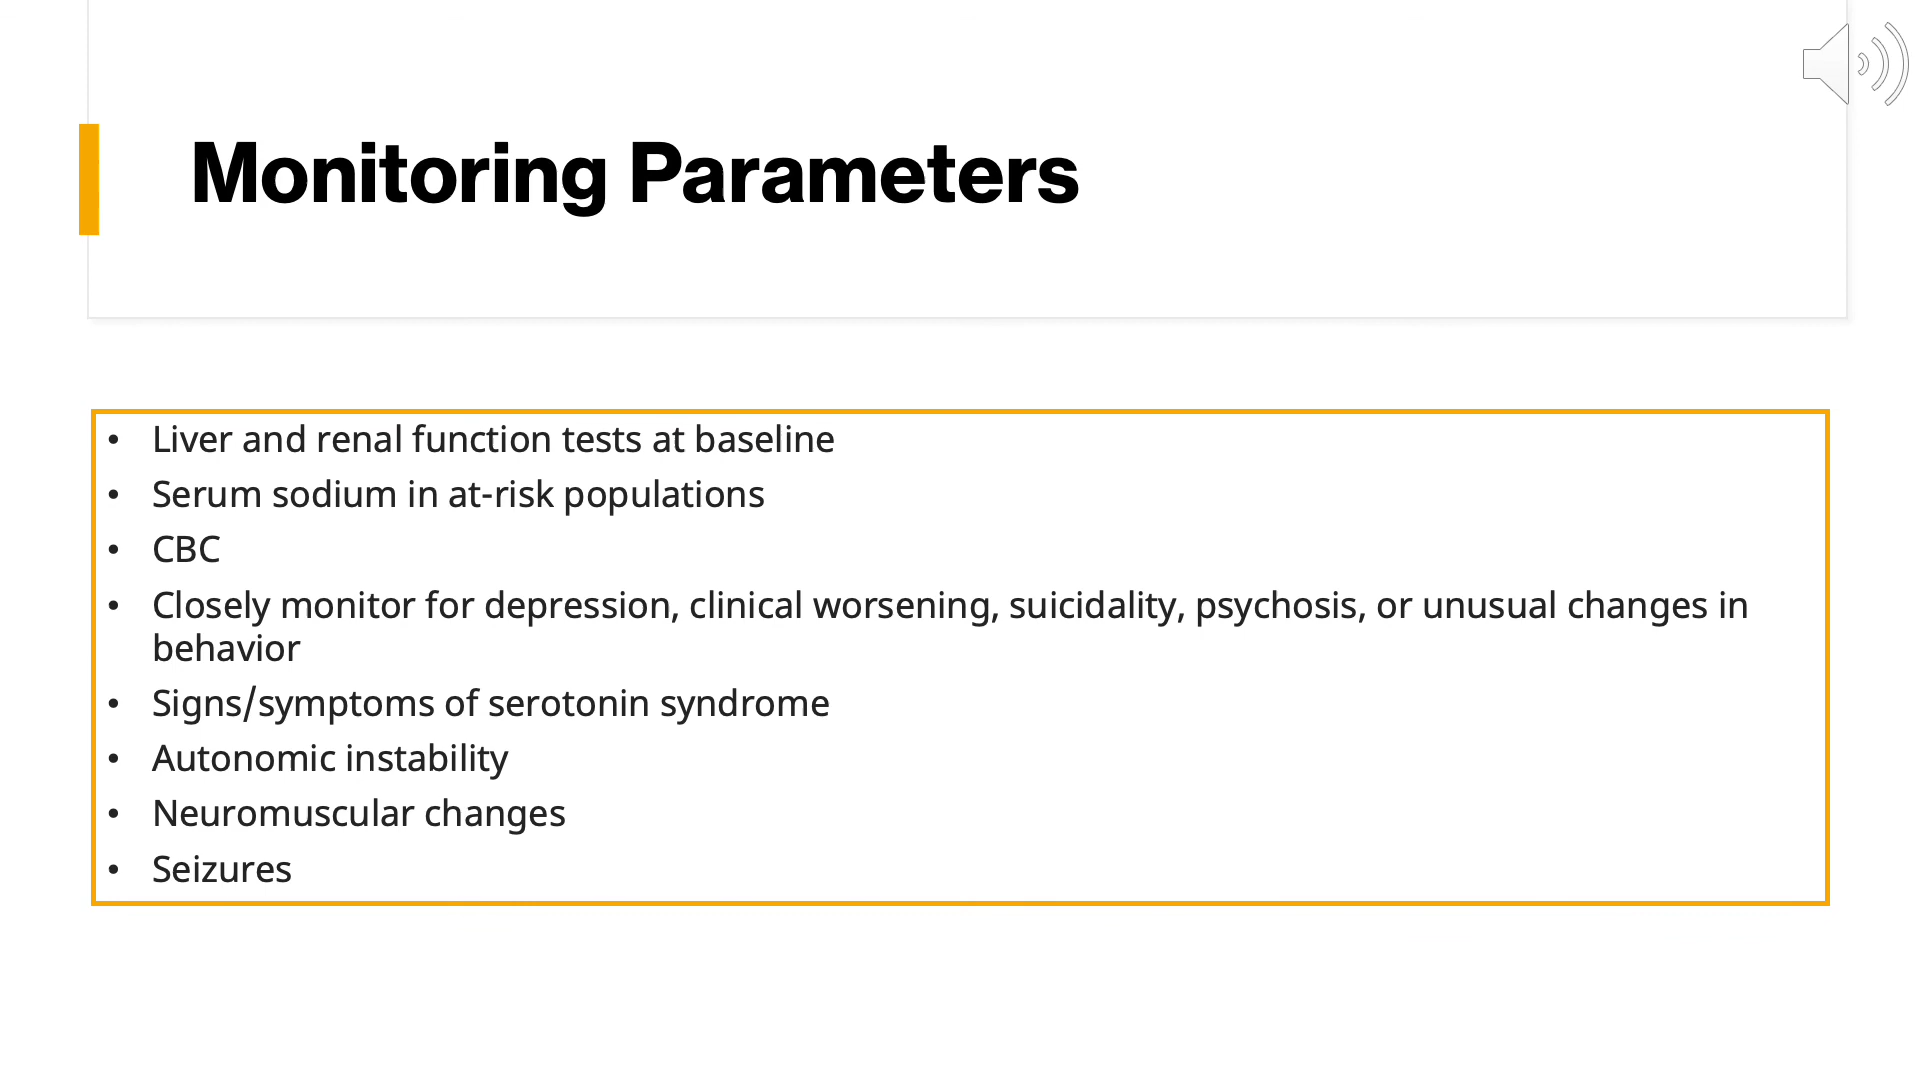 Monitoring Parameters
• Liver and renal function tests at baseline
• Serum sodium in at-risk populations
• CBC
• Closely monitor for depression, clinical worsening, suicidality, psychosis, or unusual changes in
behavior
• Signs/symptoms of serotonin syndrome
• Autonomic instability
• Neuromuscular changes
• Seizures